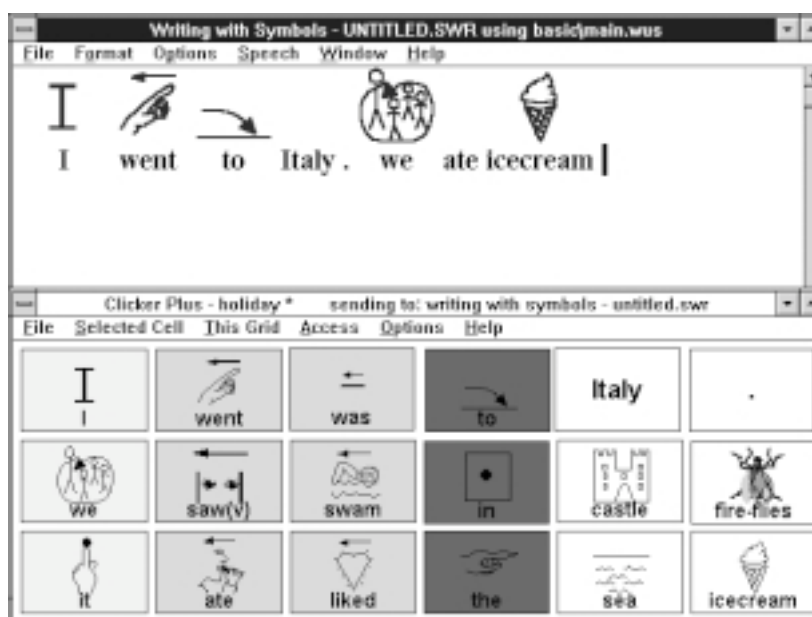 Writing with Symbols - UNTITLED.SWR using basic\main.wus
File Format Options Speech Window Help
I went to Italy . we ate icecream
Clicker Plus - holiday * sending to: writing with symbols - untitled.swr
File Selected Cell This Grid Access Options Help
I went was to Italy .
we saw(v) swam in castle fire-flies
it ate liked the sea icecream